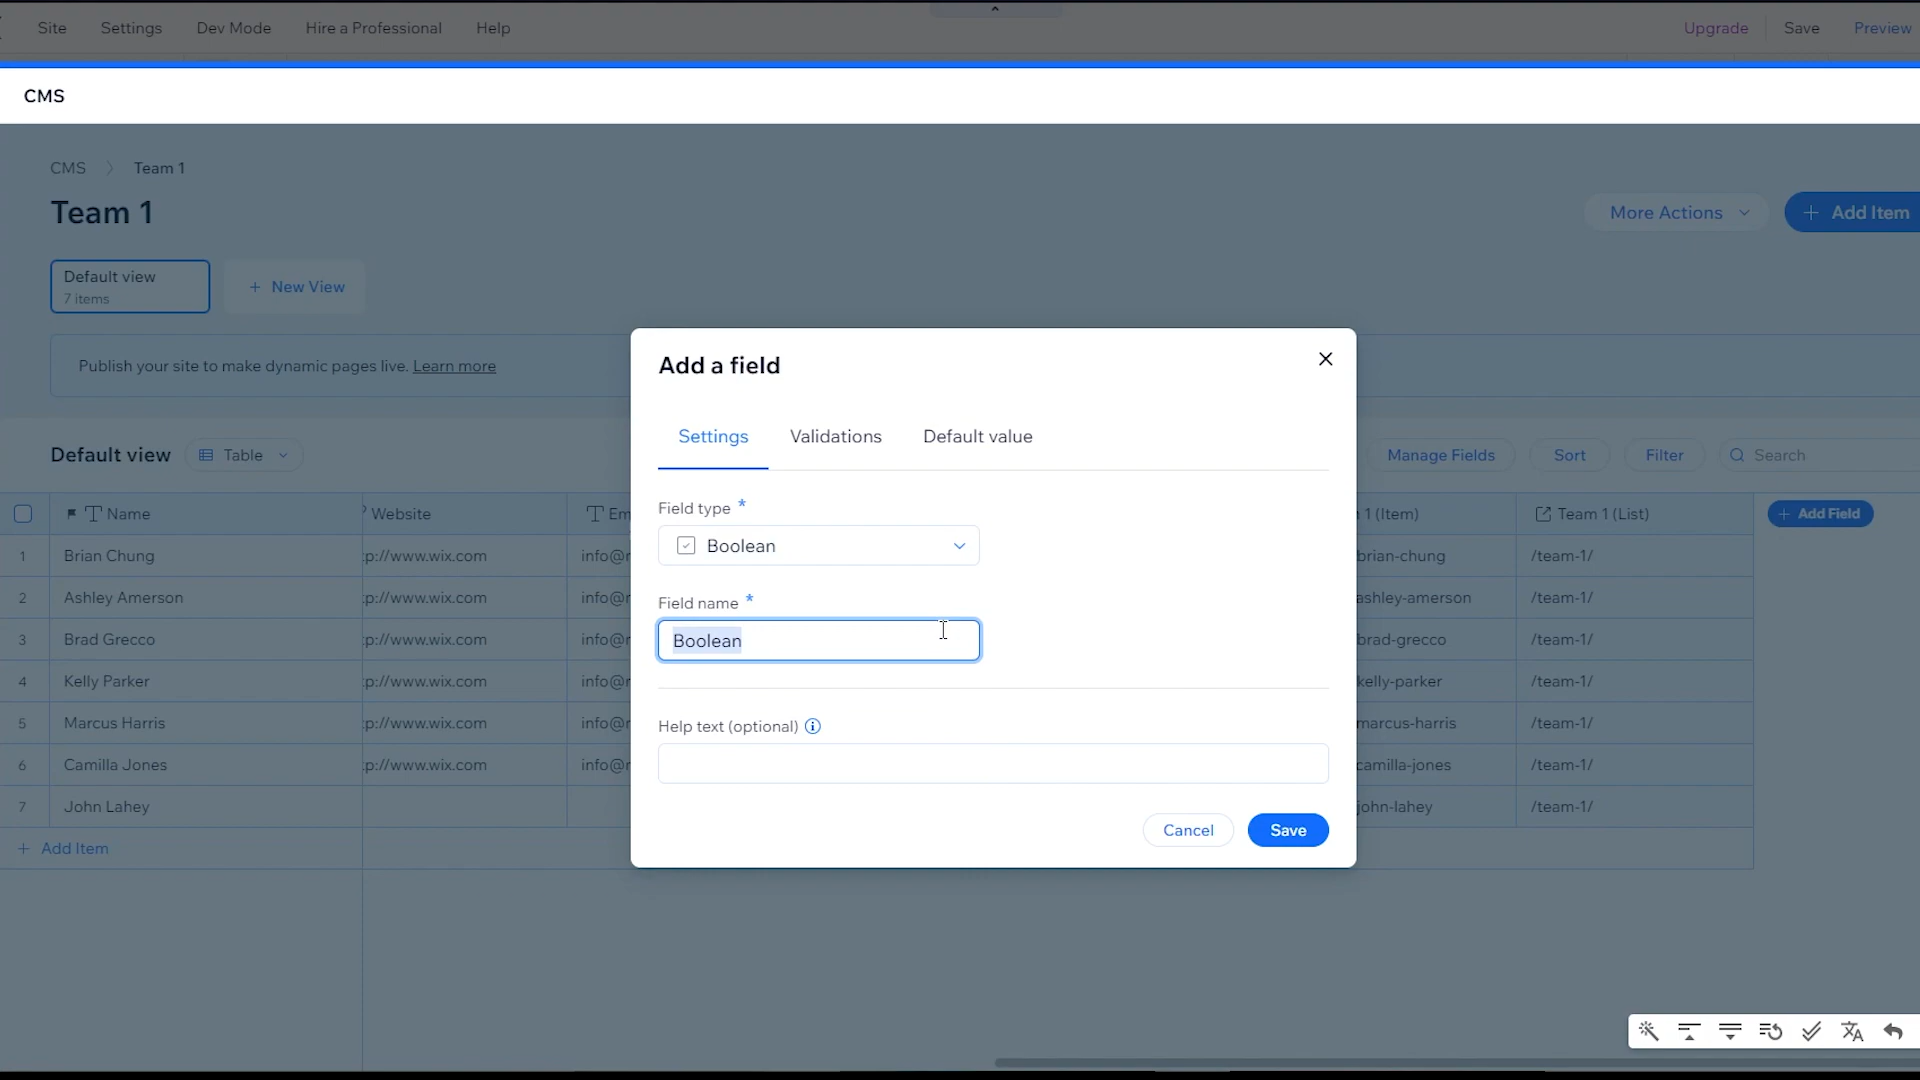 Site Settings Dev Mode Hire a Professional Help Upgrade Save Preview
CMS
CMS Team 1
Team 1
More Actions + Add Item
Default view
7 items
+ New View
Publish your site to make dynamic pages live. Learn more
Add a field
Settings Validations Default value
Default view Table
Manage Fields Sort Filter Search
Field type *
Boolean
Field name *
Boolean
Help text (optional)
Cancel Save
Name Website Em 1 (Item) Team 1 (List) + Add Field
1 Brian Chung :p://www.wix.com info@r brian-chung /team-1/
2 Ashley Amerson :p://www.wix.com info@r ashley-amerson /team-1/
3 Brad Grecco :p://www.wix.com info@r brad-grecco /team-1/
4 Kelly Parker :p://www.wix.com info@r kelly-parker /team-1/
5 Marcus Harris :p://www.wix.com info@r marcus-harris /team-1/
6 Camilla Jones :p://www.wix.com info@r camilla-jones /team-1/
7 John Lahey john-lahey /team-1/
+ Add Item